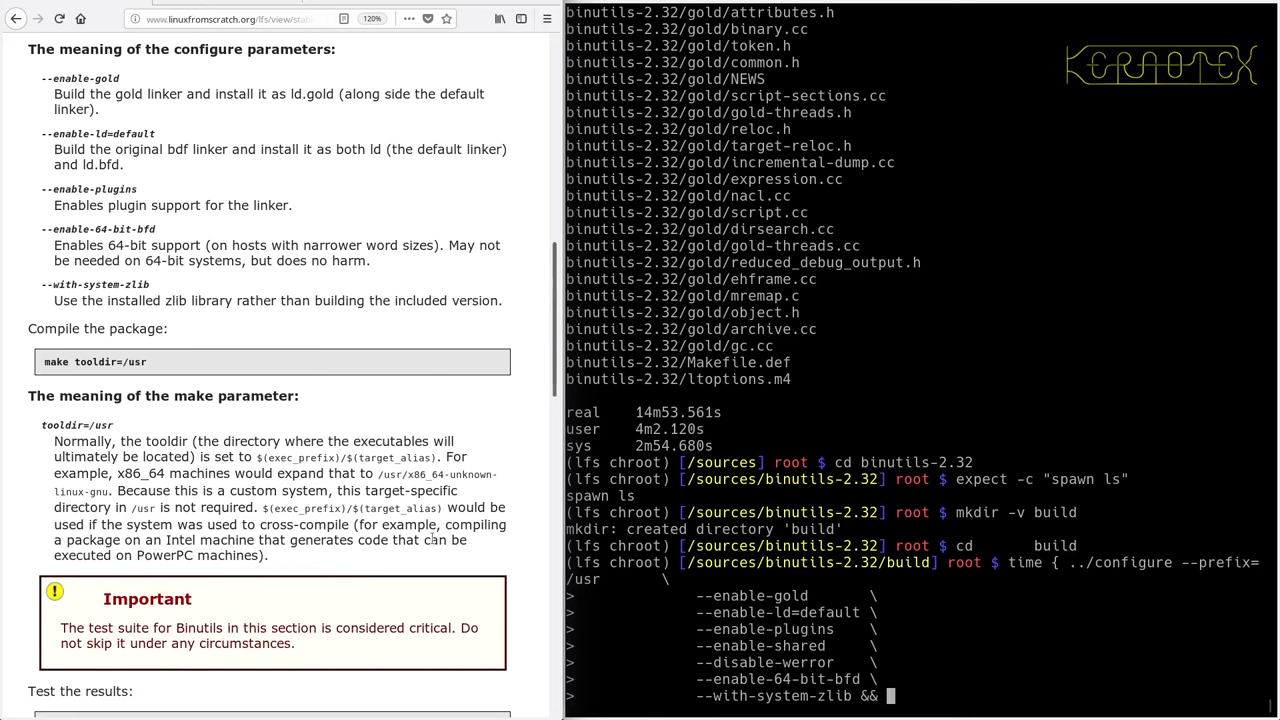 www.linuxfromscratch.org/lfs/view/stab
120%
The meaning of the configure parameters:
--enable-gold
Build the gold linker and install it as ld.gold (along side the default
linker).
--enable-ld=default
Build the original bdf linker and install it as both ld (the default linker)
and ld.bfd.
--enable-plugins
Enables plugin support for the linker.
--enable-64-bit-bfd
Enables 64-bit support (on hosts with narrower word sizes). May not
be needed on 64-bit systems, but does no harm.
--with-system-zlib
Use the installed zlib library rather than building the included version.
Compile the package:
make tooldir=/usr
The meaning of the make parameter:
tooldir=/usr
Normally, the tooldir (the directory where the executables will
ultimately be located) is set to $(exec_prefix)/$(target_alias). For
example, x86_64 machines would expand that to /usr/x86_64-unknown-
linux-gnu. Because this is a custom system, this target-specific
directory in /usr is not required. $(exec_prefix)/$(target_alias) would be
used if the system was used to cross-compile (for example, compiling
a package on an Intel machine that generates code that can be
executed on PowerPC machines).
Important
The test suite for Binutils in this section is considered critical. Do
not skip it under any circumstances.
Test the results:
binutils-2.32/gold/attributes.h
binutils-2.32/gold/binary.cc
binutils-2.32/gold/token.h
binutils-2.32/gold/common.h
binutils-2.32/gold/NEWS
binutils-2.32/gold/script-sections.cc
binutils-2.32/gold/gold-threads.h
binutils-2.32/gold/reloc.h
binutils-2.32/gold/target-reloc.h
binutils-2.32/gold/incremental-dump.cc
binutils-2.32/gold/expression.cc
binutils-2.32/gold/nacl.cc
binutils-2.32/gold/script.cc
binutils-2.32/gold/dirsearch.cc
binutils-2.32/gold/gold-threads.cc
binutils-2.32/gold/reduced_debug_output.h
binutils-2.32/gold/ehframe.cc
binutils-2.32/gold/mremap.c
binutils-2.32/gold/object.h
binutils-2.32/gold/archive.cc
binutils-2.32/gold/gc.cc
binutils-2.32/Makefile.def
binutils-2.32/ltoptions.m4
real 14m53.561s
user 4m2.120s
sys 2m54.680s
(lfs chroot) [/sources] root $ cd binutils-2.32
(lfs chroot) [/sources/binutils-2.32] root $ expect -c "spawn ls"
spawn ls
(lfs chroot) [/sources/binutils-2.32] root $ mkdir -v build
mkdir: created directory 'build'
(lfs chroot) [/sources/binutils-2.32] root $ cd build
(lfs chroot) [/sources/binutils-2.32/build] root $ time { ../configure --prefix=
/usr \
> --enable-gold \
> --enable-ld=default \
> --enable-plugins \
> --enable-shared \
> --disable-werror \
> --enable-64-bit-bfd \
> --with-system-zlib &&